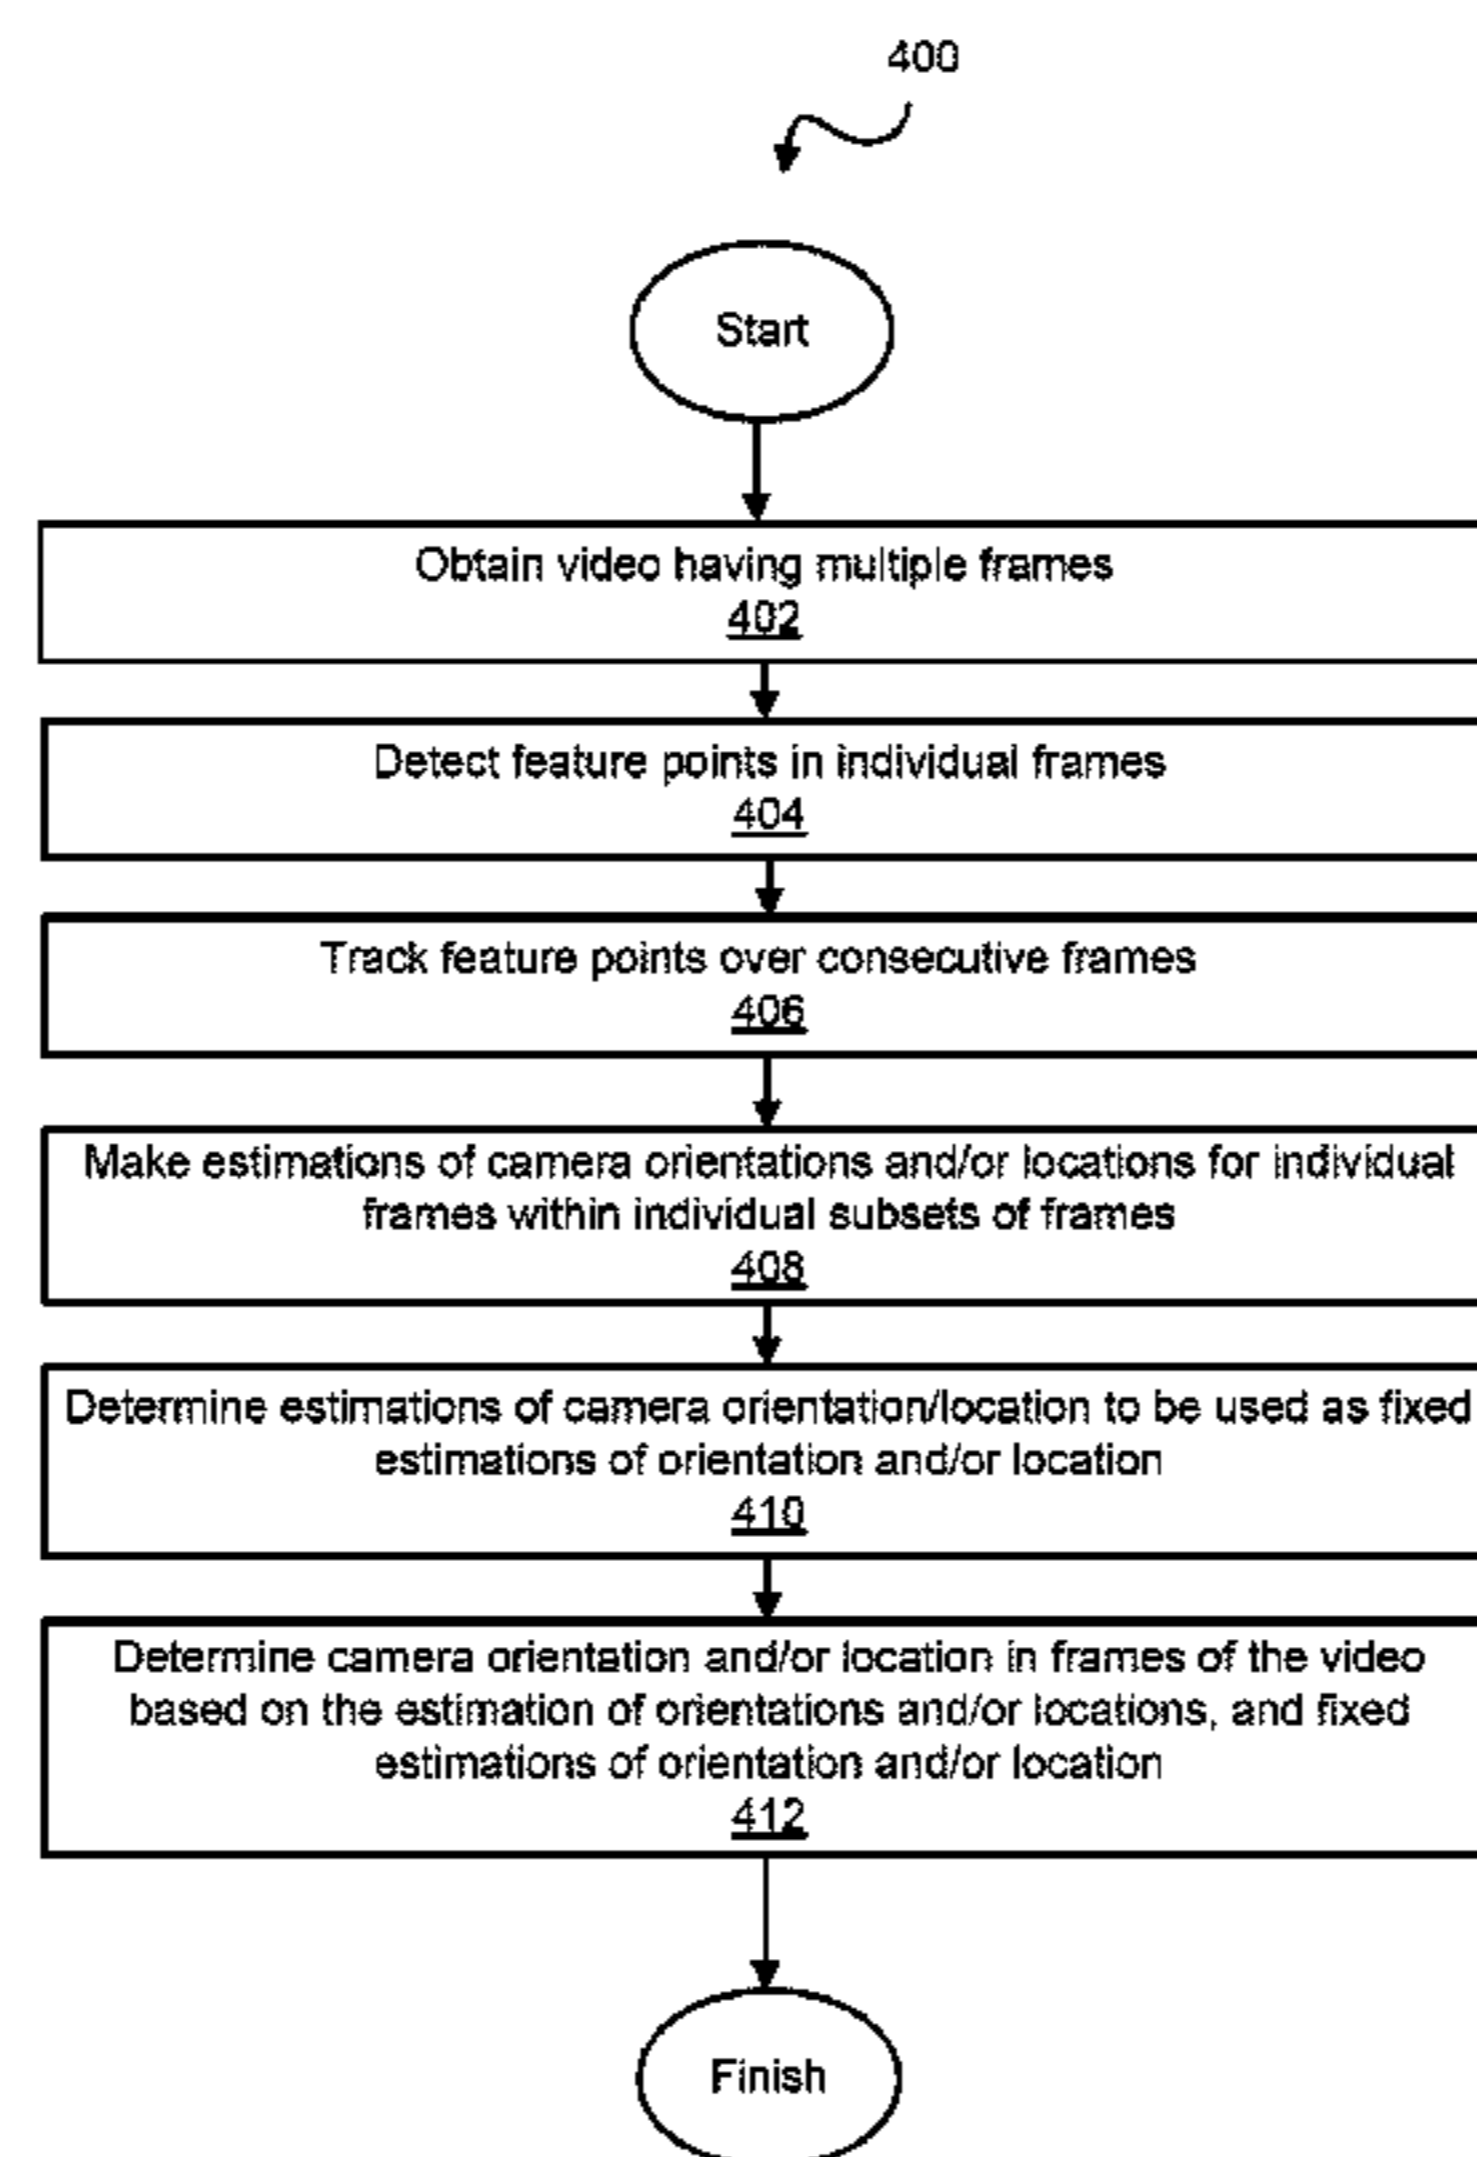 400
Start
Obtain video having multiple frames
402
Detect feature points in individual frames
404
Track feature points over consecutive frames
406
Make estimations of camera orientations and/or locations for individual
frames within individual subsets of frames
408
Determine estimations of camera orientation/location to be used as fixed
estimations of orientation and/or location
410
Determine camera orientation and/or location in frames of the video
based on the estimation of orientations and/or locations, and fixed
estimations of orientation and/or location
412
Finish